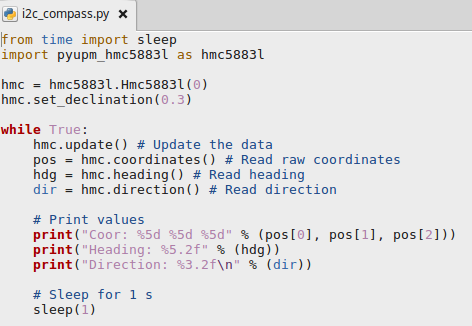 i2c_compass.py
from time import sleep
import pyupm_hmc5883l as hmc5883l
hmc = hmc5883l.Hmc5883l(0)
hmc.set_declination(0.3)
while True:
    hmc.update() # Update the data
    pos = hmc.coordinates() # Read raw coordinates
    hdg = hmc.heading() # Read heading
    dir = hmc.direction() # Read direction
    # Print values
    print("Coor: %5d %5d %5d" % (pos[0], pos[1], pos[2]))
    print("Heading: %5.2f" % (hdg))
    print("Direction: %3.2f\n" % (dir))
    # Sleep for 1 s
    sleep(1)